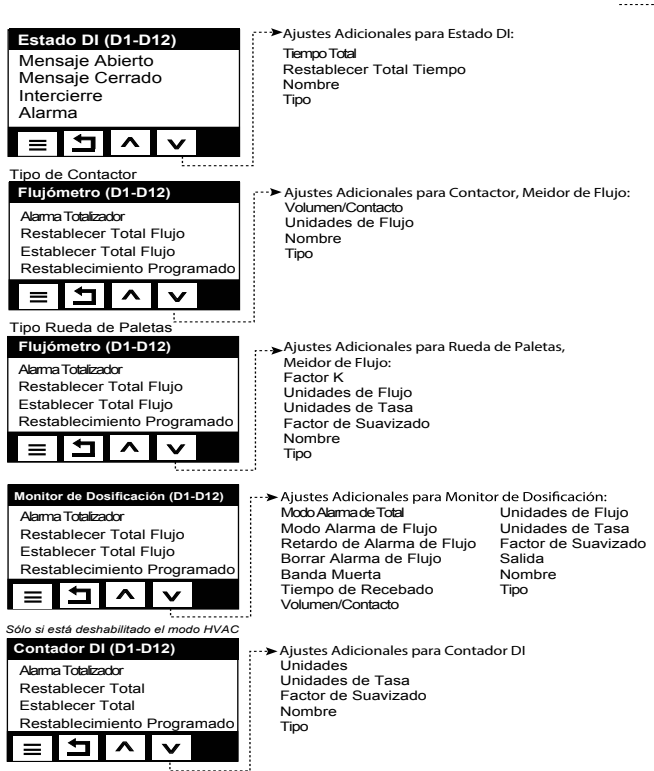 Estado DI (D1-D12)
Mensaje Abierto
Mensaje Cerrado
Intercierre
Alarma
Ajustes Adicionales para Estado DI:
Tiempo Total
Restablecer Total Tiempo
Nombre
Tipo
Tipo de Contactor
Flujómetro (D1-D12)
Alarma Totalizador
Restablecer Total Flujo
Establecer Total Flujo
Restablecimiento Programado
Ajustes Adicionales para Contactor, Meidor de Flujo:
Volumen/Contacto
Unidades de Flujo
Nombre
Tipo
Tipo Rueda de Paletas
Flujómetro (D1-D12)
Alarma Totalizador
Restablecer Total Flujo
Establecer Total Flujo
Restablecimiento Programado
Ajustes Adicionales para Rueda de Paletas,
Meidor de Flujo:
Factor K
Unidades de Flujo
Unidades de Tasa
Factor de Suavizado
Nombre
Tipo
Monitor de Dosificación (D1-D12)
Alarma Totalizador
Restablecer Total Flujo
Establecer Total Flujo
Restablecimiento Programado
Ajustes Adicionales para Monitor de Dosificación:
Modo Alarma de Total
Modo Alarma de Flujo
Retardo de Alarma de Flujo
Borrar Alarma de Flujo
Banda Muerta
Tiempo de Recebado
Volumen/Contacto
Unidades de Flujo
Unidades de Tasa
Factor de Suavizado
Salida
Nombre
Tipo
Sólo si está deshabilitado el modo HVAC
Contador DI (D1-D12)
Alarma Totalizador
Restablecer Total
Establecer Total
Restablecimiento Programado
Ajustes Adicionales para Contador DI
Unidades
Unidades de Tasa
Factor de Suavizado
Nombre
Tipo